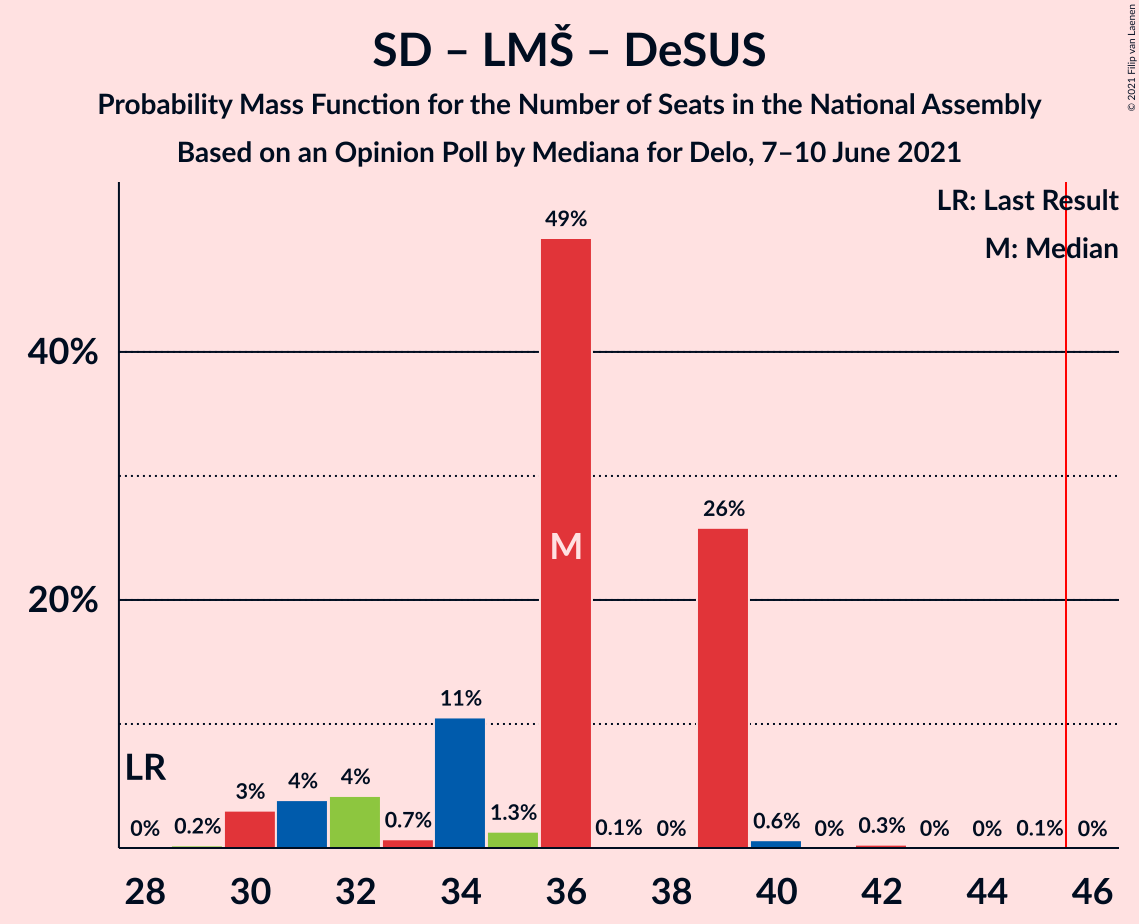 SD – LMŠ – DeSUS
Probability Mass Function for the Number of Seats in the National Assembly
Based on an Opinion Poll by Mediana for Delo, 7–10 June 2021
© 2021 Filip van Laenen
LR: Last Result
M: Median
40%
20%
LR
0%
0.2%
3%
4%
4%
0.7%
11%
1.3%
49%
M
0.1%
0%
26%
0.6%
0%
0.3%
0%
0%
0.1%
0%
28 30 32 34 36 38 40 42 44 46